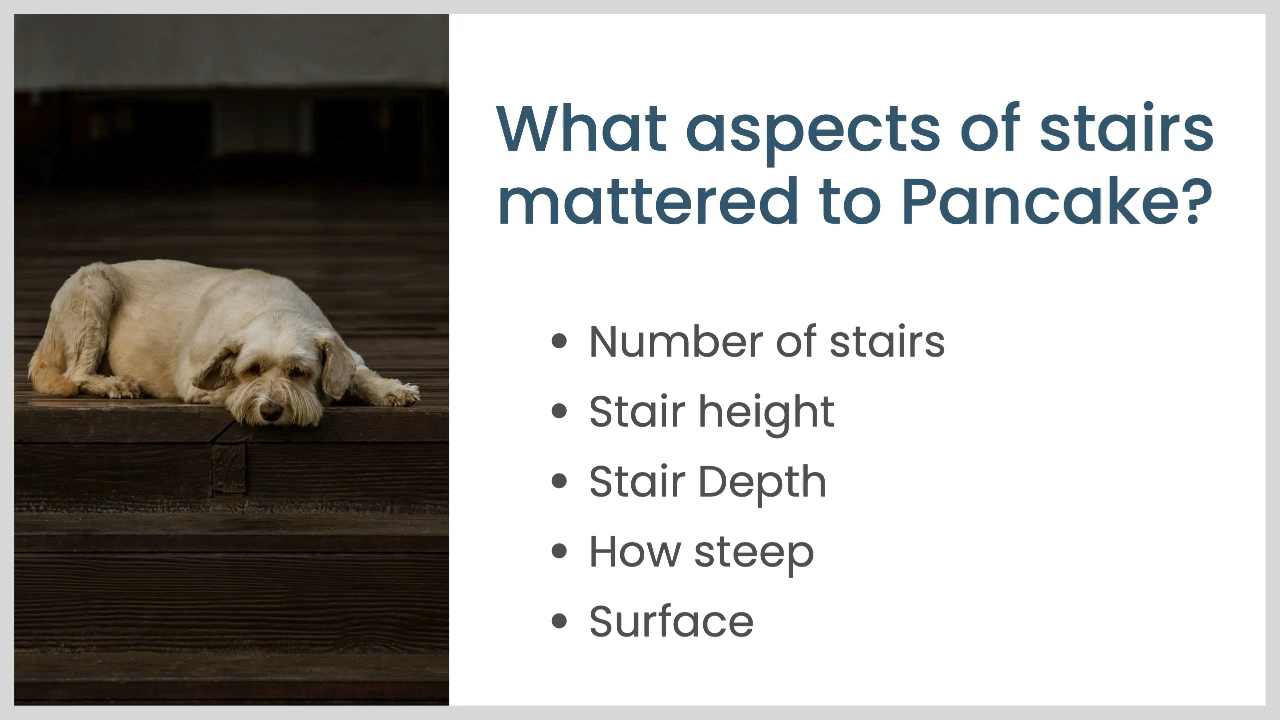 What aspects of stairs
mattered to Pancake?
• Number of stairs
• Stair height
• Stair Depth
• How steep
• Surface